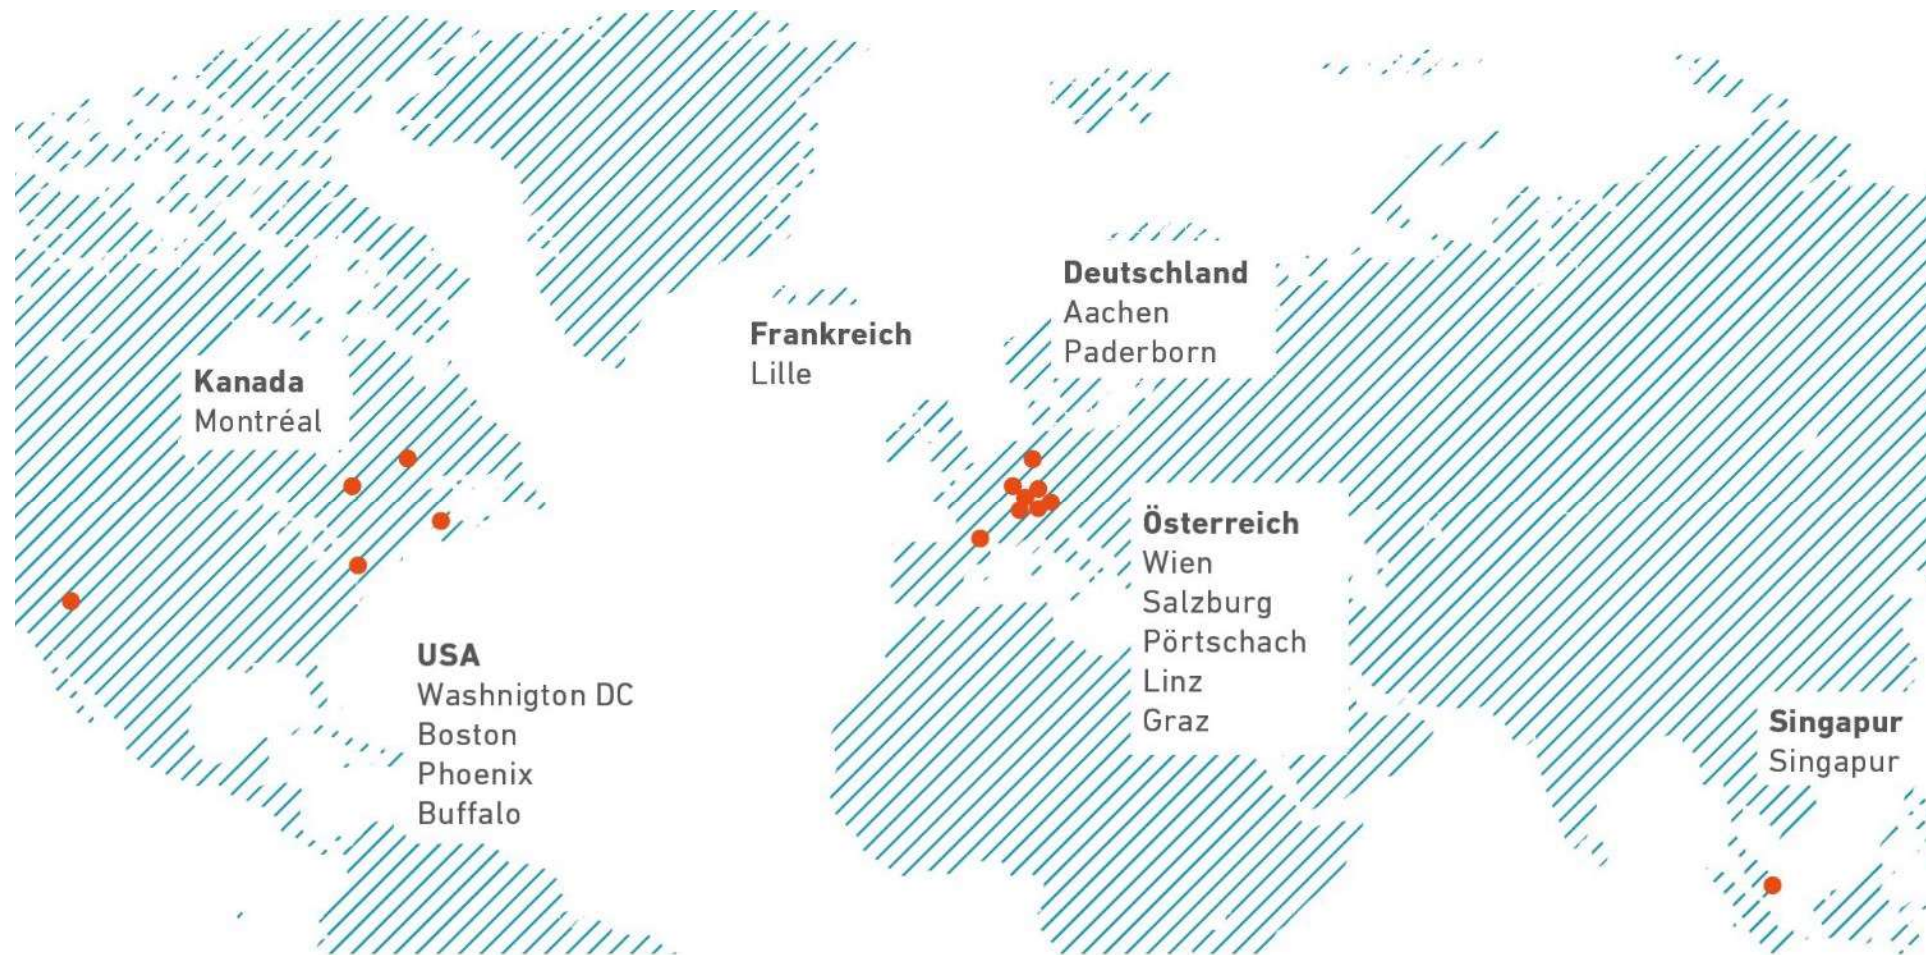 Deutschland
Aachen
Paderborn
Frankreich
Lille
Kanada
Montréal
Österreich
Wien
Salzburg
Pörtschach
Linz
Graz
USA
Washnigton DC
Boston
Phoenix
Buffalo
Singapur
Singapur